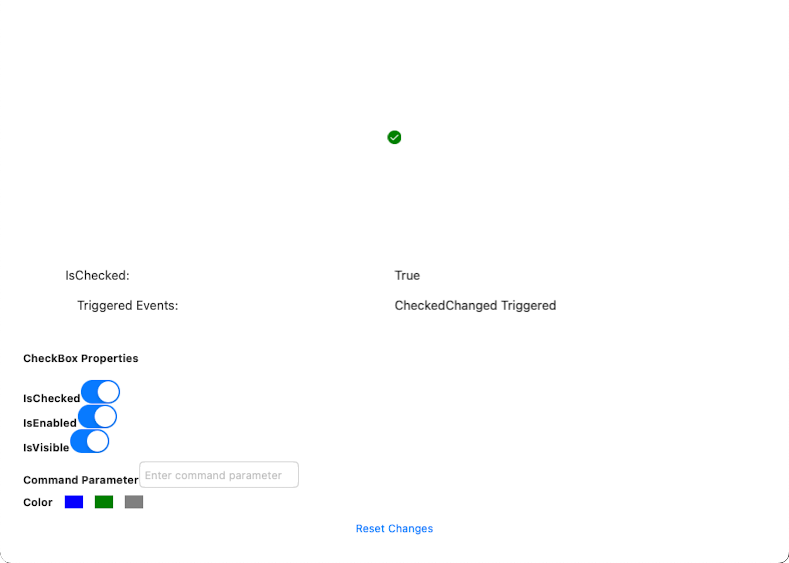 IsChecked: True
Triggered Events: CheckedChanged Triggered
CheckBox Properties
IsChecked
IsEnabled
IsVisible
Command Parameter Enter command parameter
Color
Reset Changes